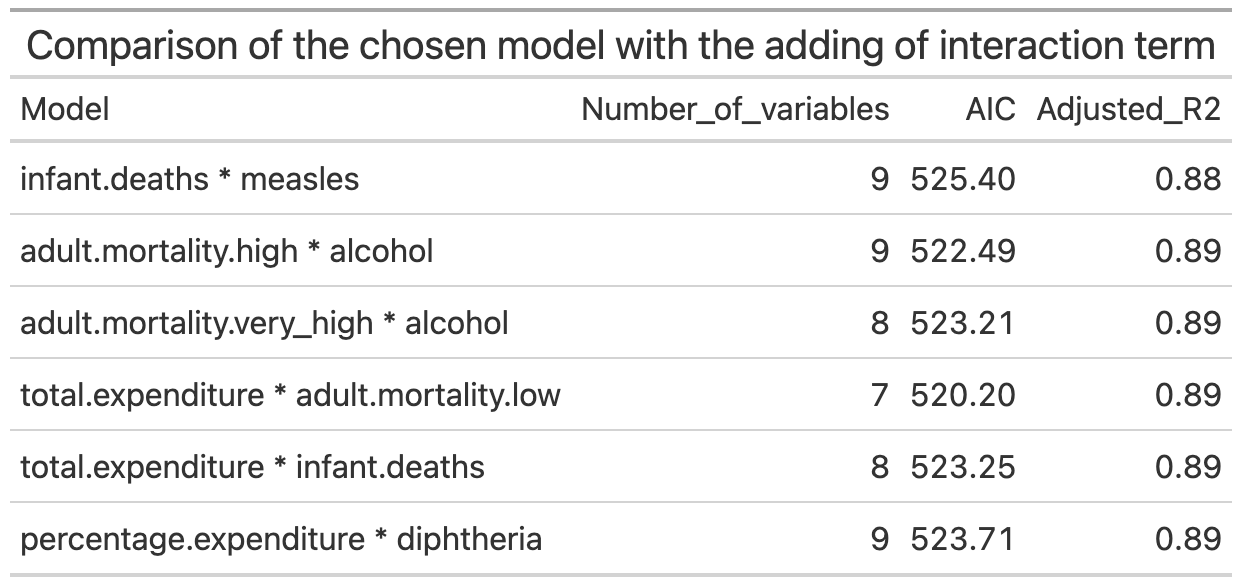 Comparison of the chosen model with the adding of interaction term
Model Number_of_variables AIC Adjusted_R2
infant.deaths * measles 9 525.40 0.88
adult.mortality.high * alcohol 9 522.49 0.89
adult.mortality.very_high * alcohol 8 523.21 0.89
total.expenditure * adult.mortality.low 7 520.20 0.89
total.expenditure * infant.deaths 8 523.25 0.89
percentage.expenditure * diphtheria 9 523.71 0.89